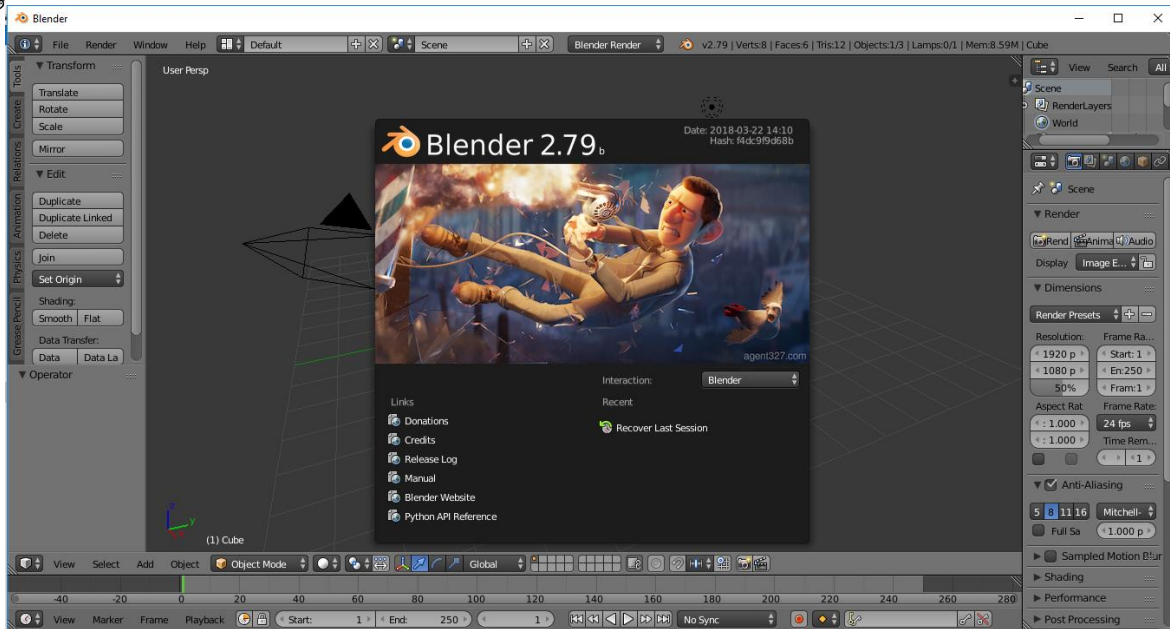 Blender
File Render Window Help Default Scene Blender Render v2.79 | Verts:8 | Faces:6 | Tris:12 | Objects:1/3 | Lamps:0/1 | Mem:8.59M | Cube
Tools
Create
Relations
Animation
Physics
Grease Pencil
Transform
Translate
Rotate
Scale
Mirror
Edit
Duplicate
Duplicate Linked
Delete
Join
Set Origin
Shading:
Smooth Flat
Data Transfer:
Data Data La
Operator
User Persp
Blender 2.79 b
Date: 2018-03-22 14:10
Hash: f4dc9f9d68b
agent327.com
Interaction: Blender
Links
Donations
Credits
Release Log
Manual
Blender Website
Python API Reference
Recent
Recover Last Session
z
y
(1) Cube
View Search All
Scene
RenderLayers
World
Scene
Render
Rend Anima Audio
Display Image E...
Dimensions
Render Presets
Resolution: Frame Ra...
1920 p Start: 1
1080 p En:250
50% Fram:1
Aspect Rat Frame Rate:
: 1.000 24 fps
: 1.000 Time Rem...
1
Anti-Aliasing
5 8 11 16 Mitchell-
Full Sa 1.000 p
Sampled Motion Blur
Shading
Performance
Post Processing
View Select Add Object Object Mode Global
-40 -20 0 20 40 60 80 100 120 140 160 180 200 220 240 260 280
View Marker Frame Playback Start: 1 End: 250 1 No Sync